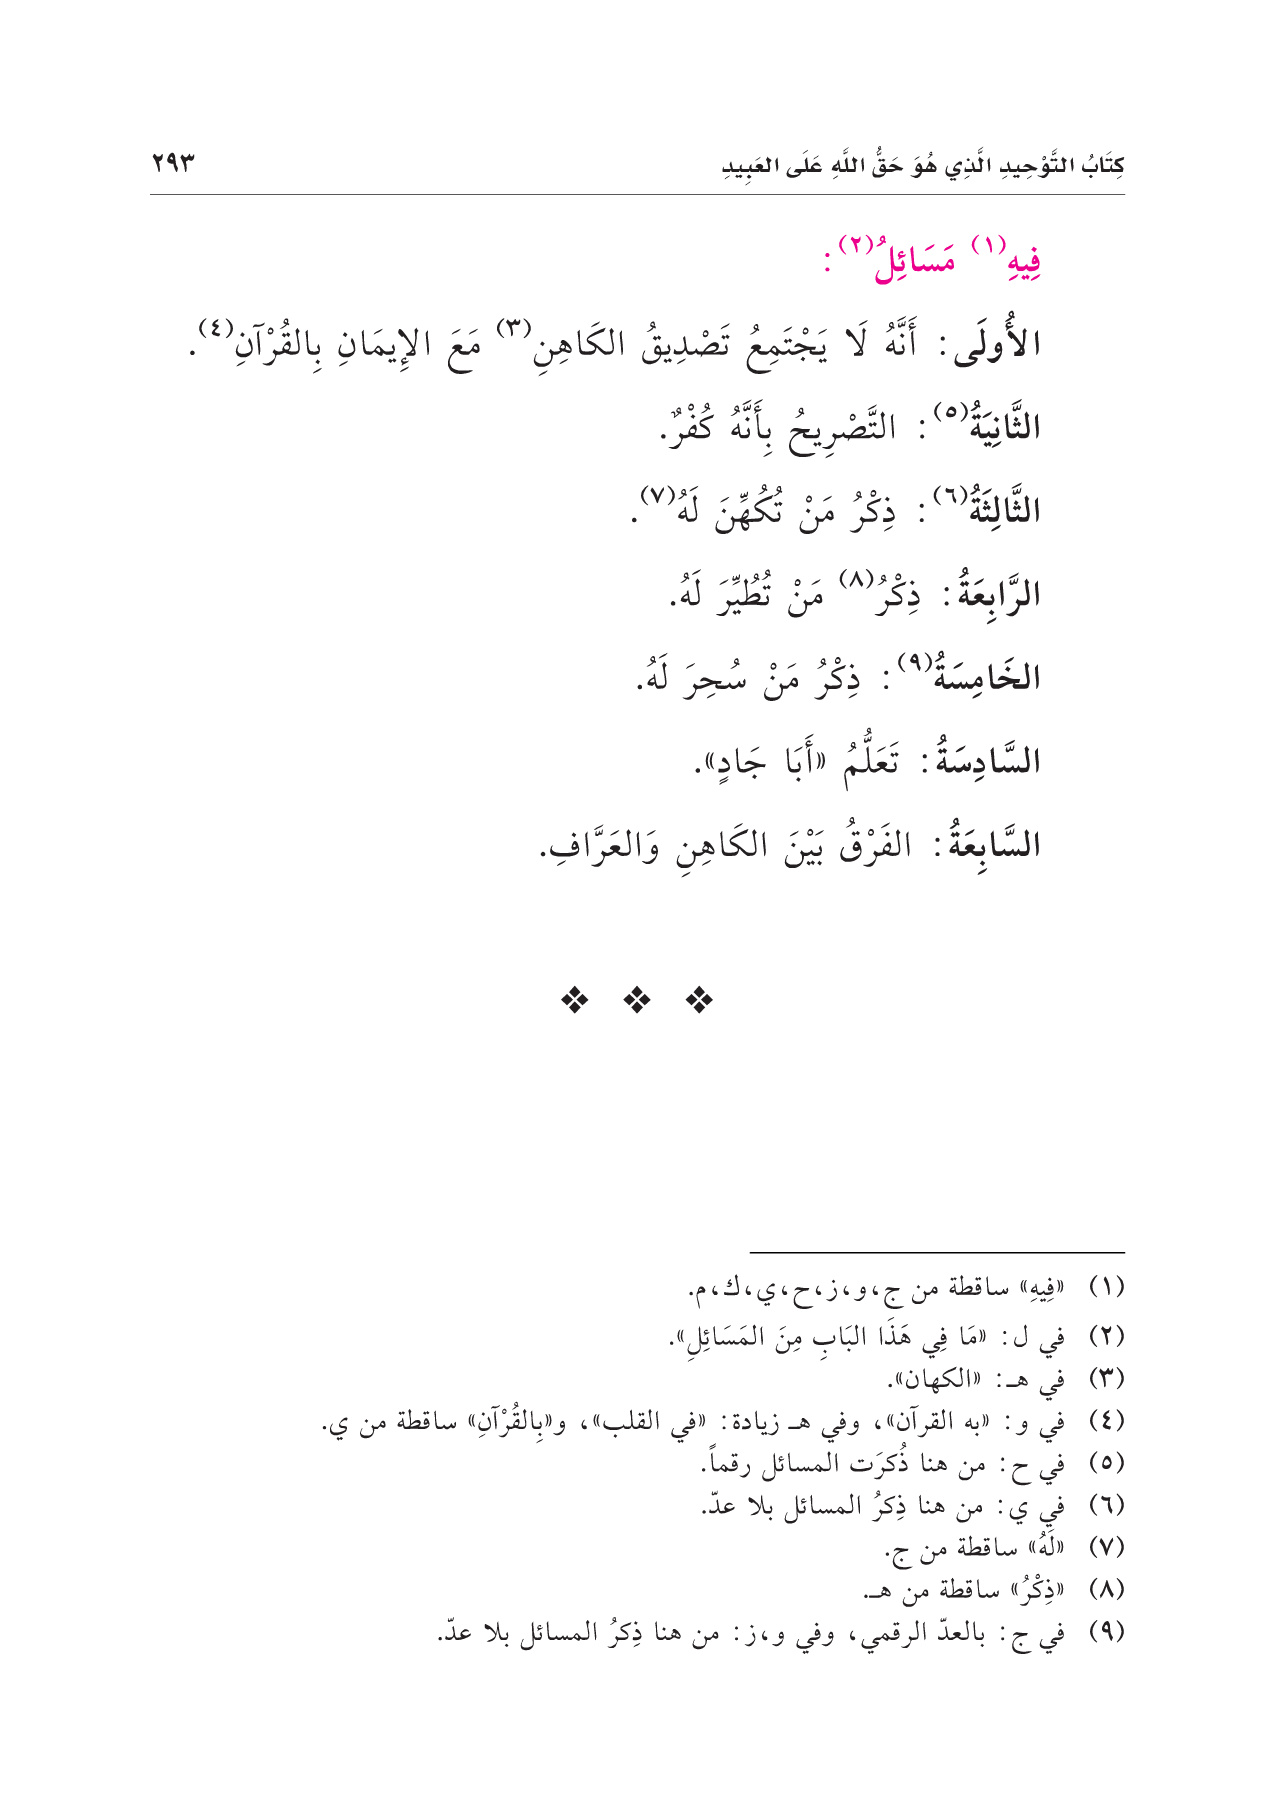 كِتَابُ التَّوْحِيدِ الَّذِي هُوَ حَقُّ اللَّهِ عَلَى العَبِيدِ ٢٩٣
فِيهِ(١) مَسَائِلُ(٢):
الأُولَى: أَنَّهُ لَا يَجْتَمِعُ تَصْدِيقُ الكَاهِنِ(٣) مَعَ الإِيمَانِ بِالقُرْآنِ(٤).
الثَّانِيَةُ(٥): التَّصْرِيحُ بِأَنَّهُ كُفْرٌ.
الثَّالِثَةُ(٦): ذِكْرُ مَنْ تُكُهِّنَ لَهُ(٧).
الرَّابِعَةُ: ذِكْرُ(٨) مَنْ تُطُيِّرَ لَهُ.
الخَامِسَةُ(٩): ذِكْرُ مَنْ سُحِرَ لَهُ.
السَّادِسَةُ: تَعَلُّمُ «أَبَا جَادٍ».
السَّابِعَةُ: الفَرْقُ بَيْنَ الكَاهِنِ وَالعَرَّافِ.
❖ ❖ ❖
(١) «فِيهِ» ساقطة من ج، و، ز، ح، ي، ك، م.
(٢) في ل: «مَا فِي هَذَا البَابِ مِنَ المَسَائِلِ».
(٣) في هـ: «الكهان».
(٤) في و: «به القرآن»، وفي هـ زيادة: «في القلب»، و«بِالقُرْآنِ» ساقطة من ي.
(٥) في ح: من هنا ذُكرَت المسائل رقماً.
(٦) في ي: من هنا ذِكرُ المسائل بلا عدّ.
(٧) «لَهُ» ساقطة من ج.
(٨) «ذِكْرُ» ساقطة من هـ.
(٩) في ج: بالعدّ الرقمي، وفي و، ز: من هنا ذِكرُ المسائل بلا عدّ.